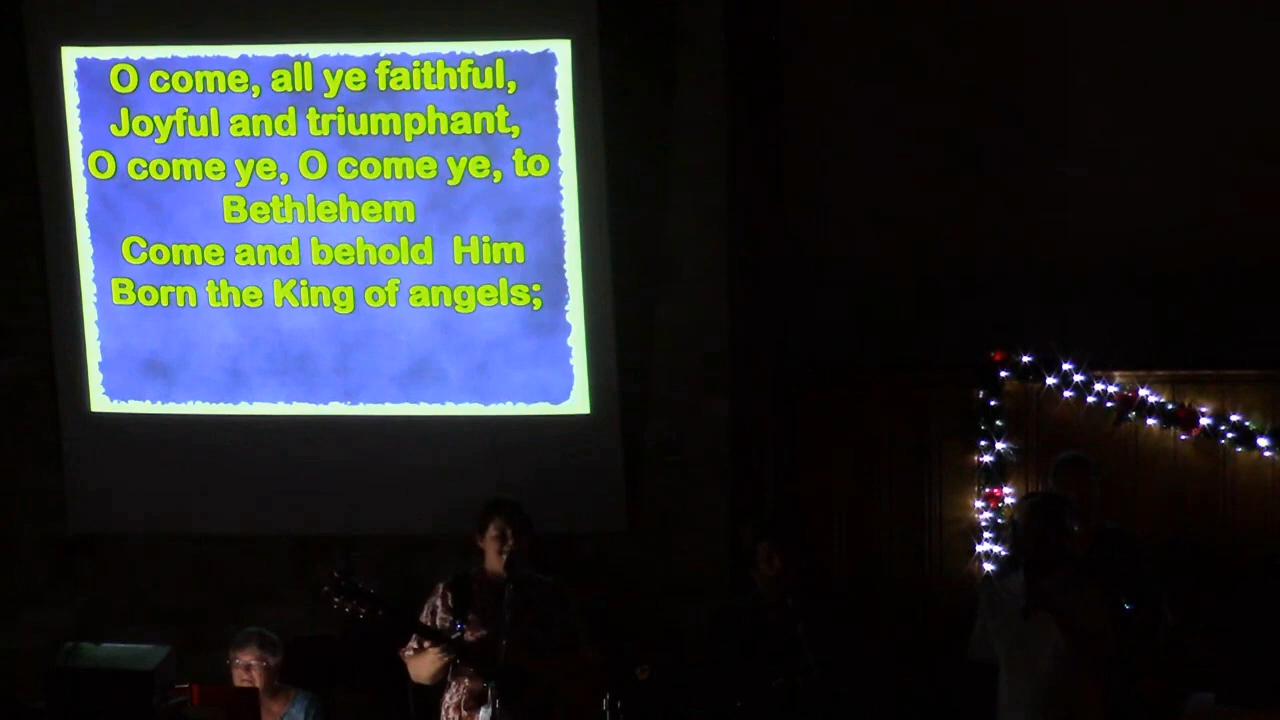 O come, all ye faithful,
Joyful and triumphant,
O come ye, O come ye, to
Bethlehem
Come and behold  Him
Born the King of angels;